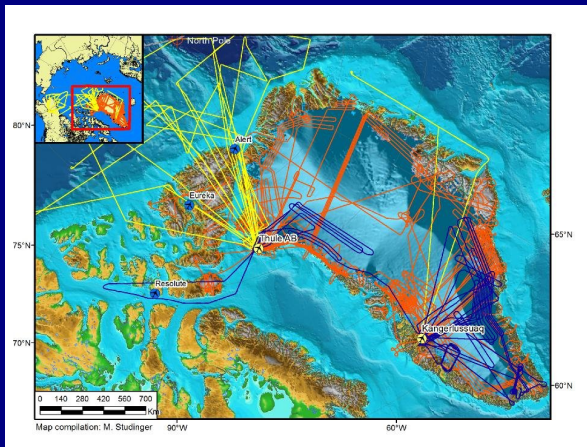 North Pole
80°N
Alert
Eureka
65°N
75°N
Thule AB
Resolute
Kangerlussuaq
70°N
60°N
0 140 280 420 560 700
Km
Map compilation: M. Studinger
90°W
60°W